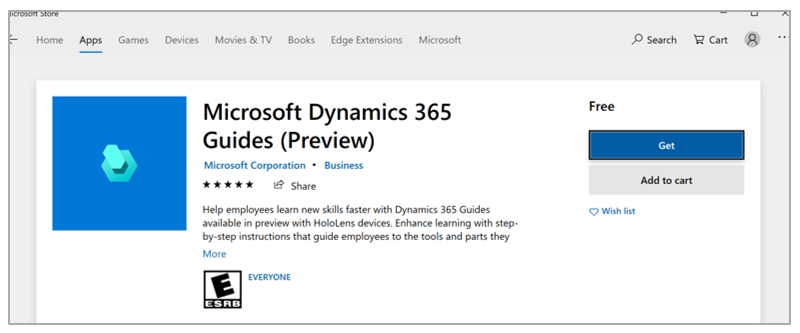 Microsoft Store
Home Apps Games Devices Movies & TV Books Edge Extensions Microsoft Search Cart
Microsoft Dynamics 365
Guides (Preview)
Microsoft Corporation • Business
Share
Help employees learn new skills faster with Dynamics 365 Guides
available in preview with HoloLens devices. Enhance learning with step-
by-step instructions that guide employees to the tools and parts they
More
E
ESRB
EVERYONE
Free
Get
Add to cart
Wish list